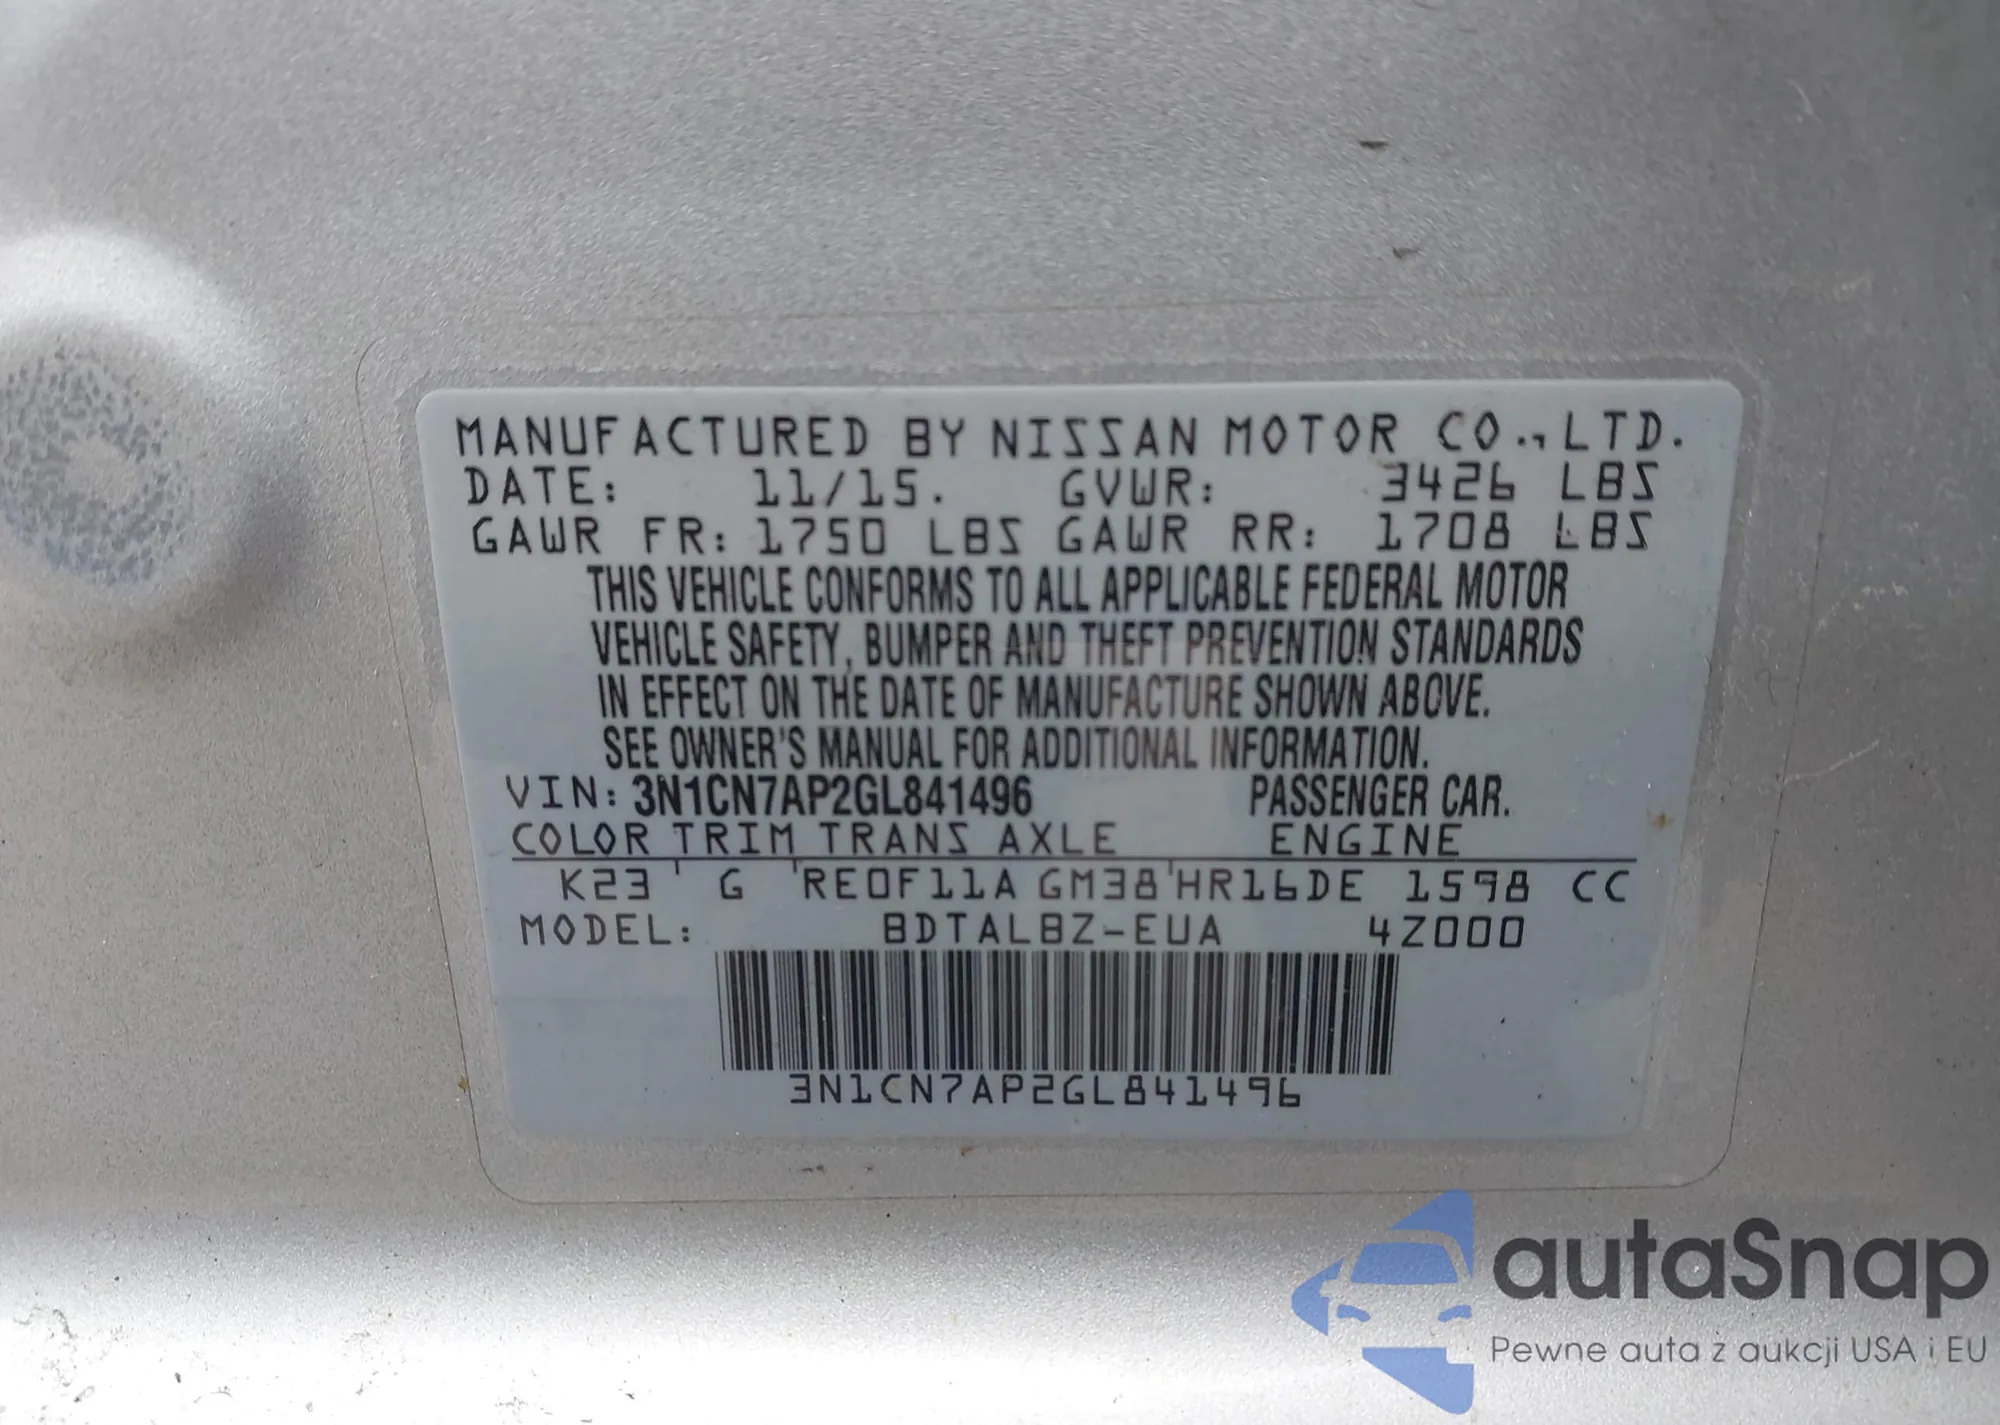 MANUFACTURED BY NISSAN MOTOR CO., LTD.
DATE: 11/15. GVWR: 3426 LBS
GAWR FR: 1750 LBS GAWR RR: 1708 LBS
THIS VEHICLE CONFORMS TO ALL APPLICABLE FEDERAL MOTOR
VEHICLE SAFETY, BUMPER AND THEFT PREVENTION STANDARDS
IN EFFECT ON THE DATE OF MANUFACTURE SHOWN ABOVE.
SEE OWNER'S MANUAL FOR ADDITIONAL INFORMATION.
VIN: 3N1CN7AP2GL841496 PASSENGER CAR.
COLOR TRIM TRANS AXLE ENGINE
K23 ' G ' RE0F11A GM38 ' HR16DE 1598 CC
MODEL: BDTALBZ-EUA 4Z000
3N1CN7AP2GL841496
autaSnap
Pewne auta z aukcji USA i EU